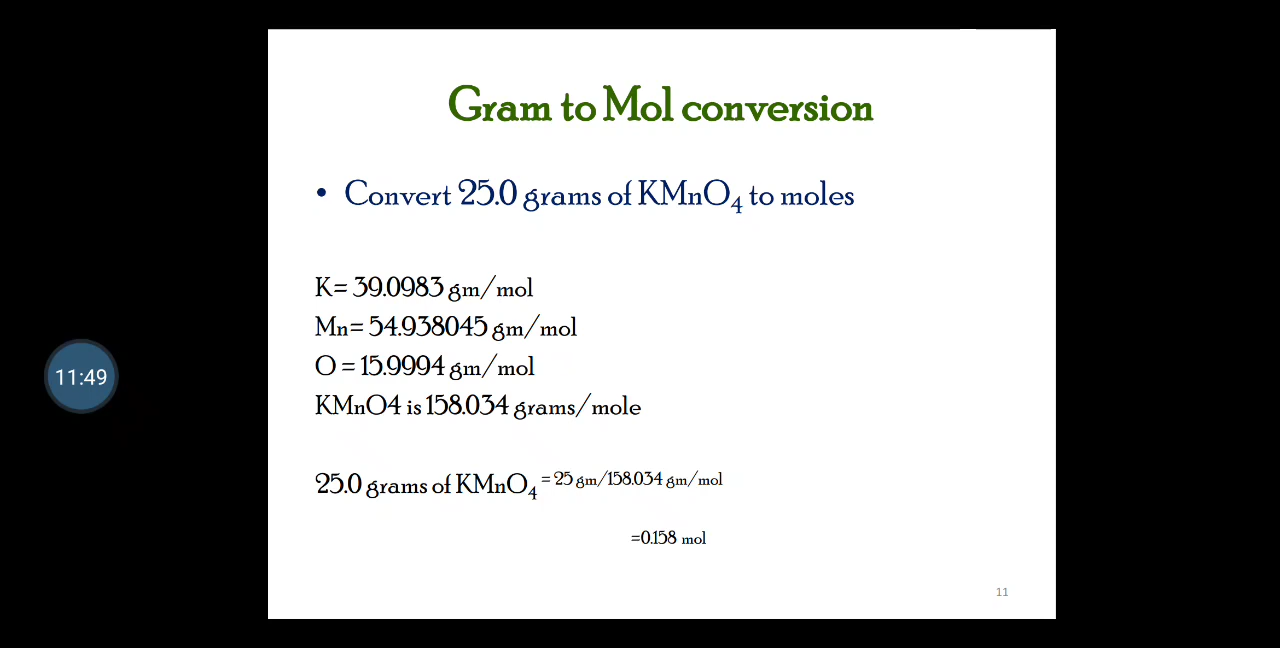 Gram to Mol conversion
• Convert 25.0 grams of KMnO₄ to moles
K= 39.0983 gm/mol
Mn= 54.938045 gm/mol
O = 15.9994 gm/mol
KMnO4 is 158.034 grams/mole
11:49
25.0 grams of KMnO₄ = 25 gm/158.034 gm/mol
=0.158 mol
11